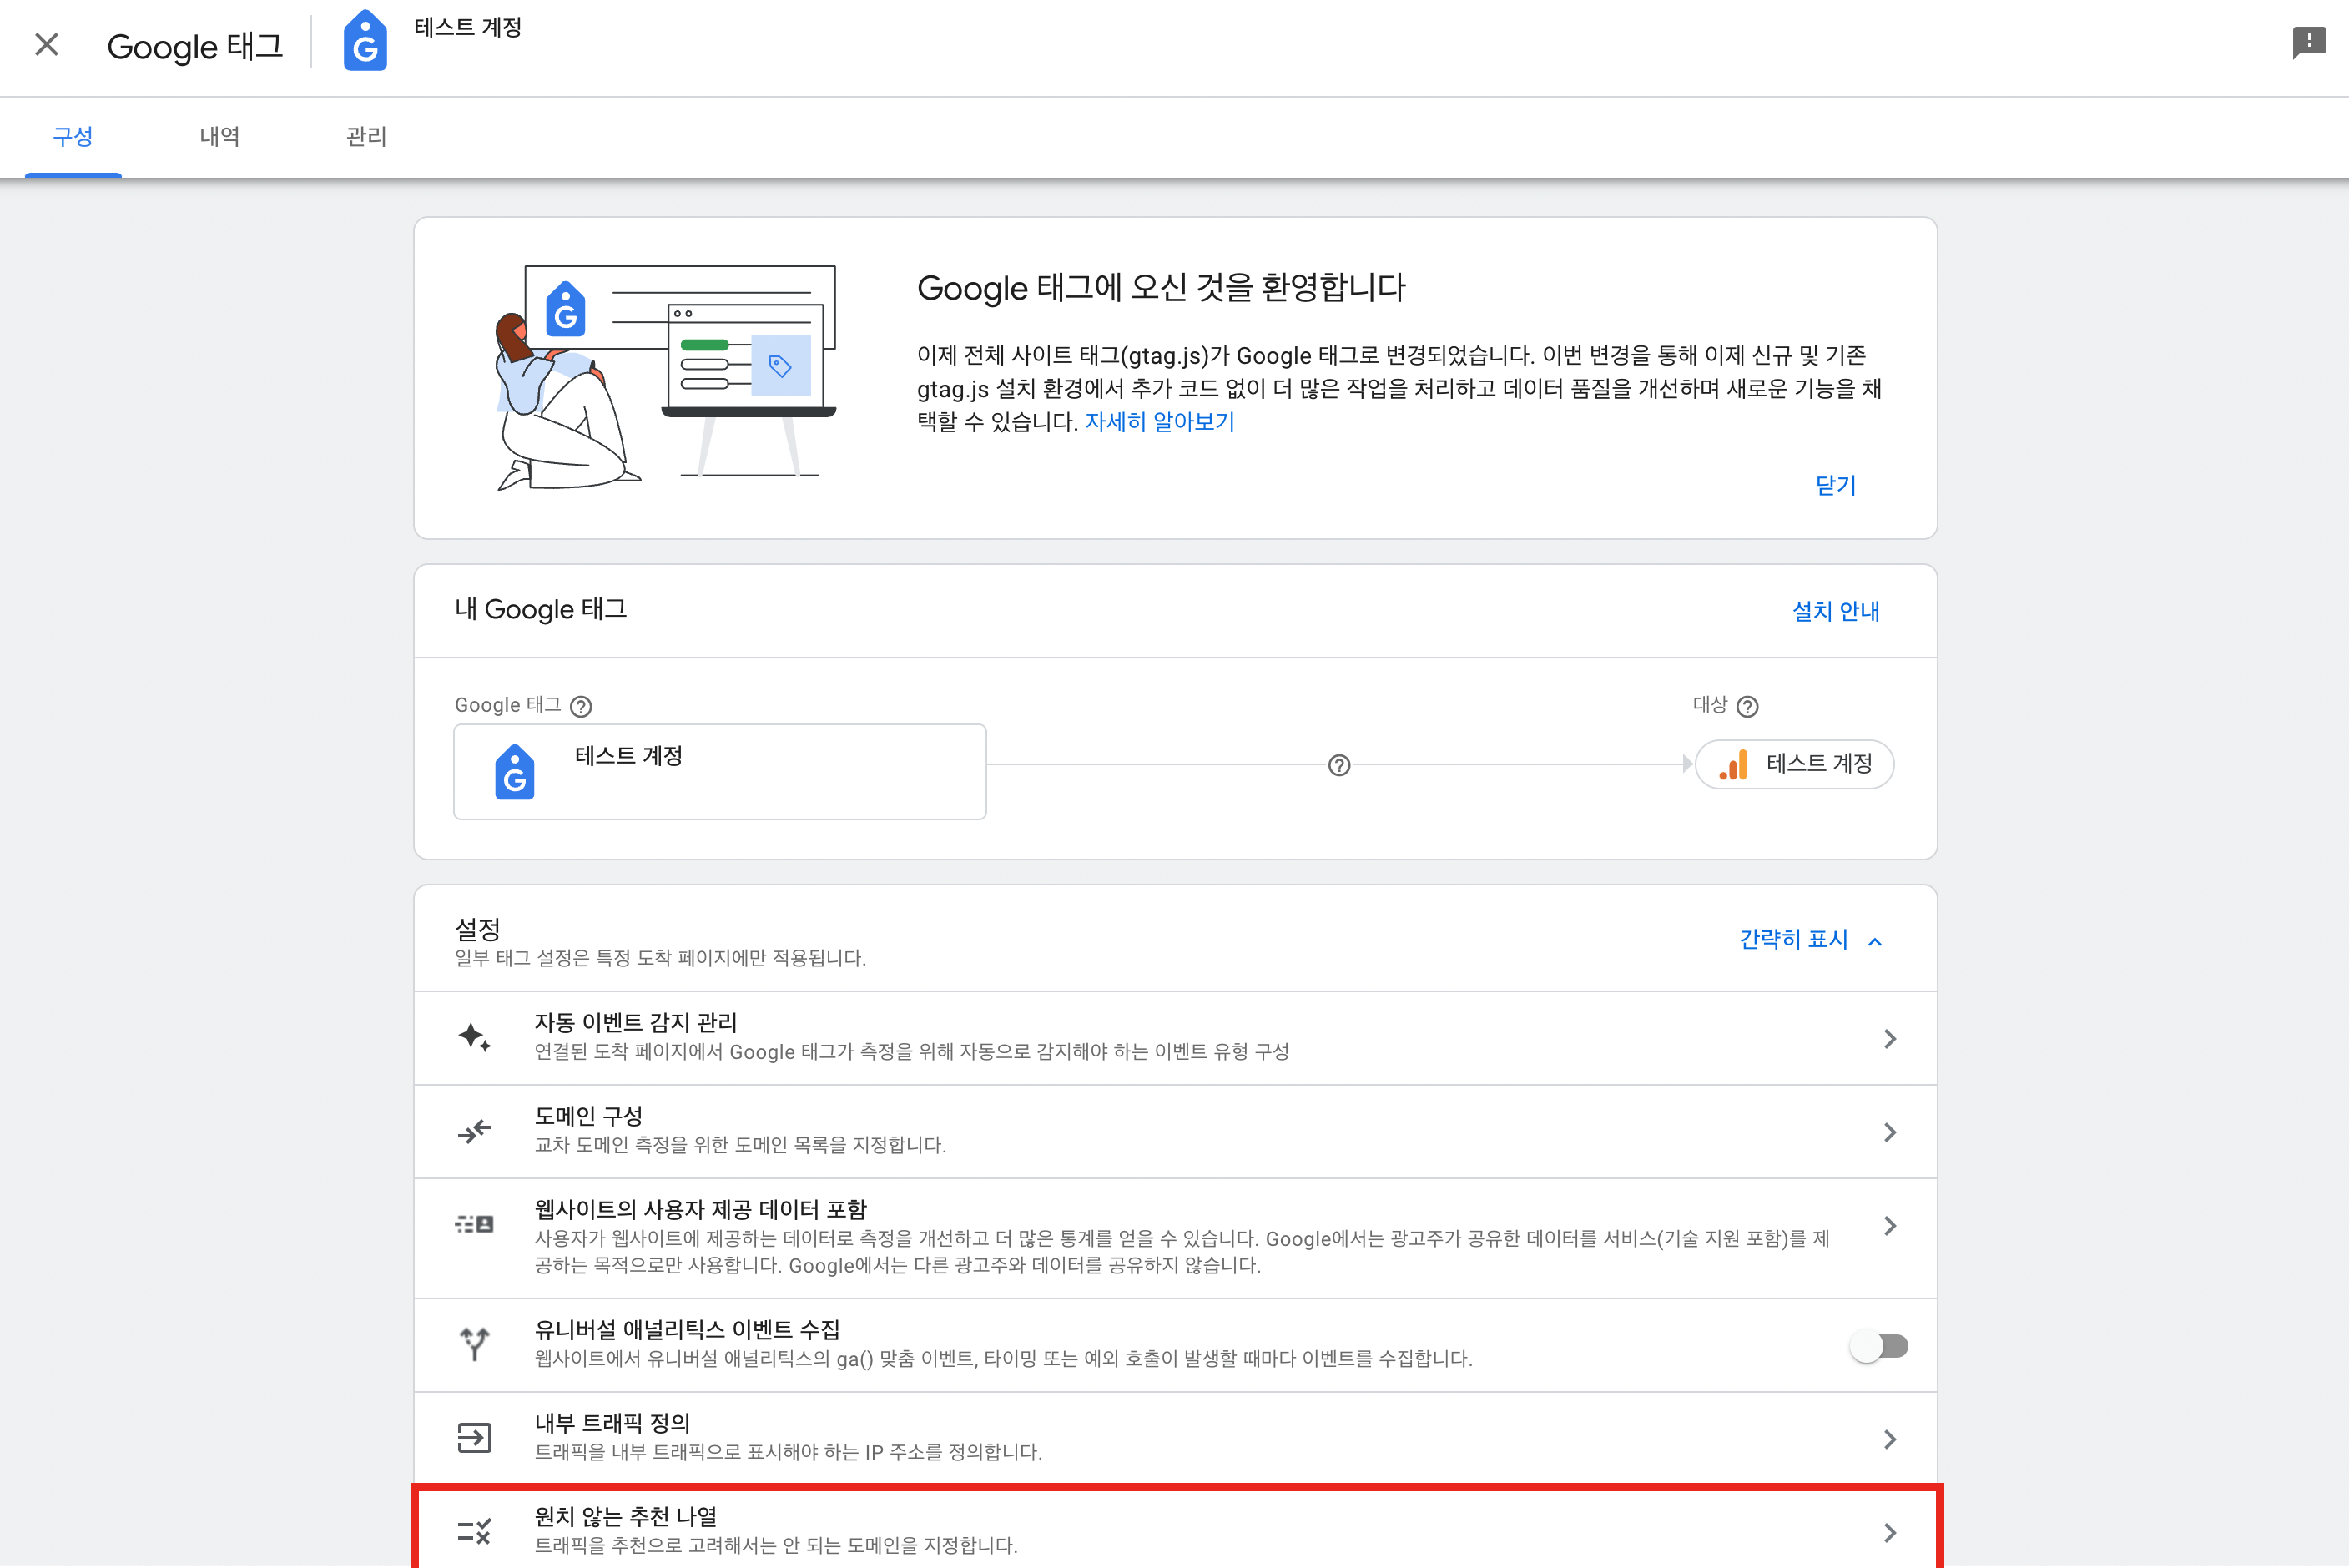 Google 태그
테스트 계정
구성
내역
관리
Google 태그에 오신 것을 환영합니다
이제 전체 사이트 태그(gtag.js)가 Google 태그로 변경되었습니다. 이번 변경을 통해 이제 신규 및 기존
gtag.js 설치 환경에서 추가 코드 없이 더 많은 작업을 처리하고 데이터 품질을 개선하며 새로운 기능을 채
택할 수 있습니다. 자세히 알아보기
닫기
내 Google 태그
설치 안내
Google 태그
대상
테스트 계정
테스트 계정
설정
일부 태그 설정은 특정 도착 페이지에만 적용됩니다.
간략히 표시
자동 이벤트 감지 관리
연결된 도착 페이지에서 Google 태그가 측정을 위해 자동으로 감지해야 하는 이벤트 유형 구성
도메인 구성
교차 도메인 측정을 위한 도메인 목록을 지정합니다.
웹사이트의 사용자 제공 데이터 포함
사용자가 웹사이트에 제공하는 데이터로 측정을 개선하고 더 많은 통계를 얻을 수 있습니다. Google에서는 광고주가 공유한 데이터를 서비스(기술 지원 포함)를 제
공하는 목적으로만 사용합니다. Google에서는 다른 광고주와 데이터를 공유하지 않습니다.
유니버설 애널리틱스 이벤트 수집
웹사이트에서 유니버설 애널리틱스의 ga() 맞춤 이벤트, 타이밍 또는 예외 호출이 발생할 때마다 이벤트를 수집합니다.
내부 트래픽 정의
트래픽을 내부 트래픽으로 표시해야 하는 IP 주소를 정의합니다.
원치 않는 추천 나열
트래픽을 추천으로 고려해서는 안 되는 도메인을 지정합니다.